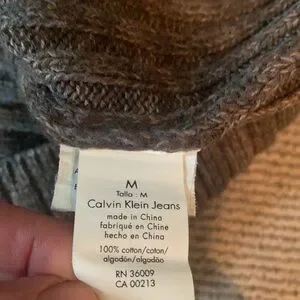 M
Talla : M
Calvin Klein Jeans
made in China
fabriqué en Chine
hecho en China
100% cotton/coton/
algodón/algodão
RN 36009
CA 00213